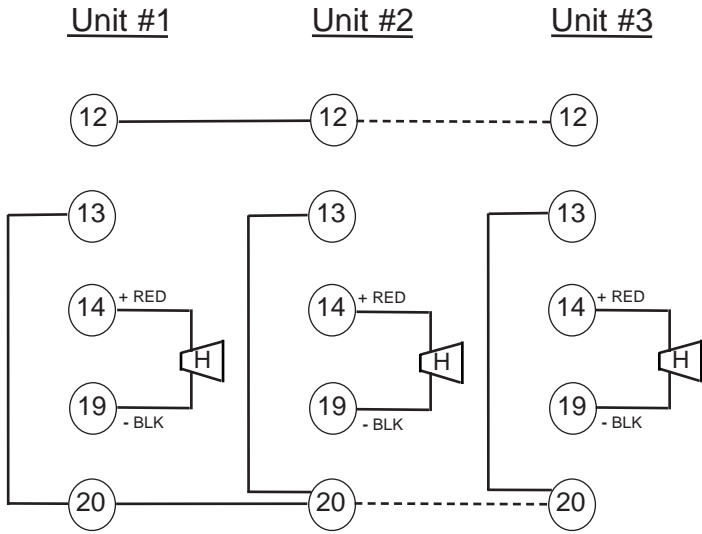 Unit #1 Unit #2 Unit #3
12 12 12
13 13 13
14 + RED 14 + RED 14 + RED
H H H
19 - BLK 19 - BLK 19 - BLK
20 20 20